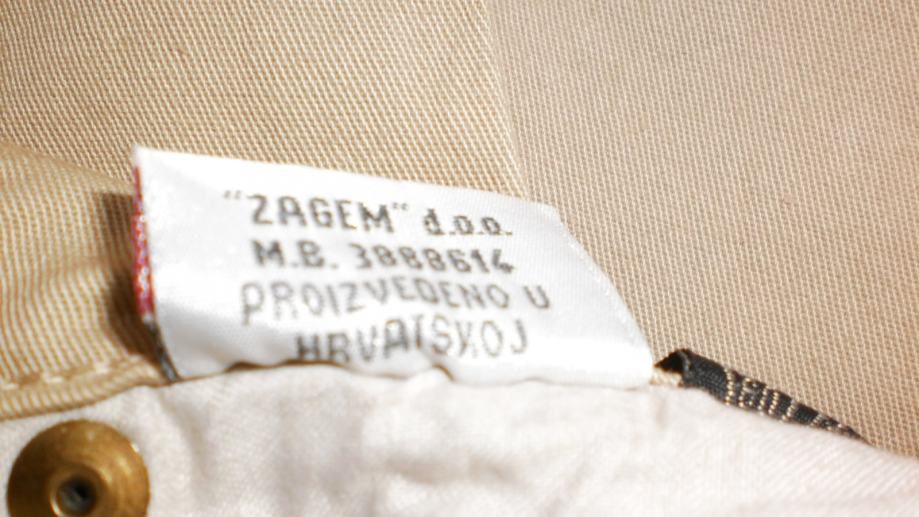 "ZAGEM" d.o.o.
M.B. 3888614
PROIZVEDENO U
HRVATSKOJ